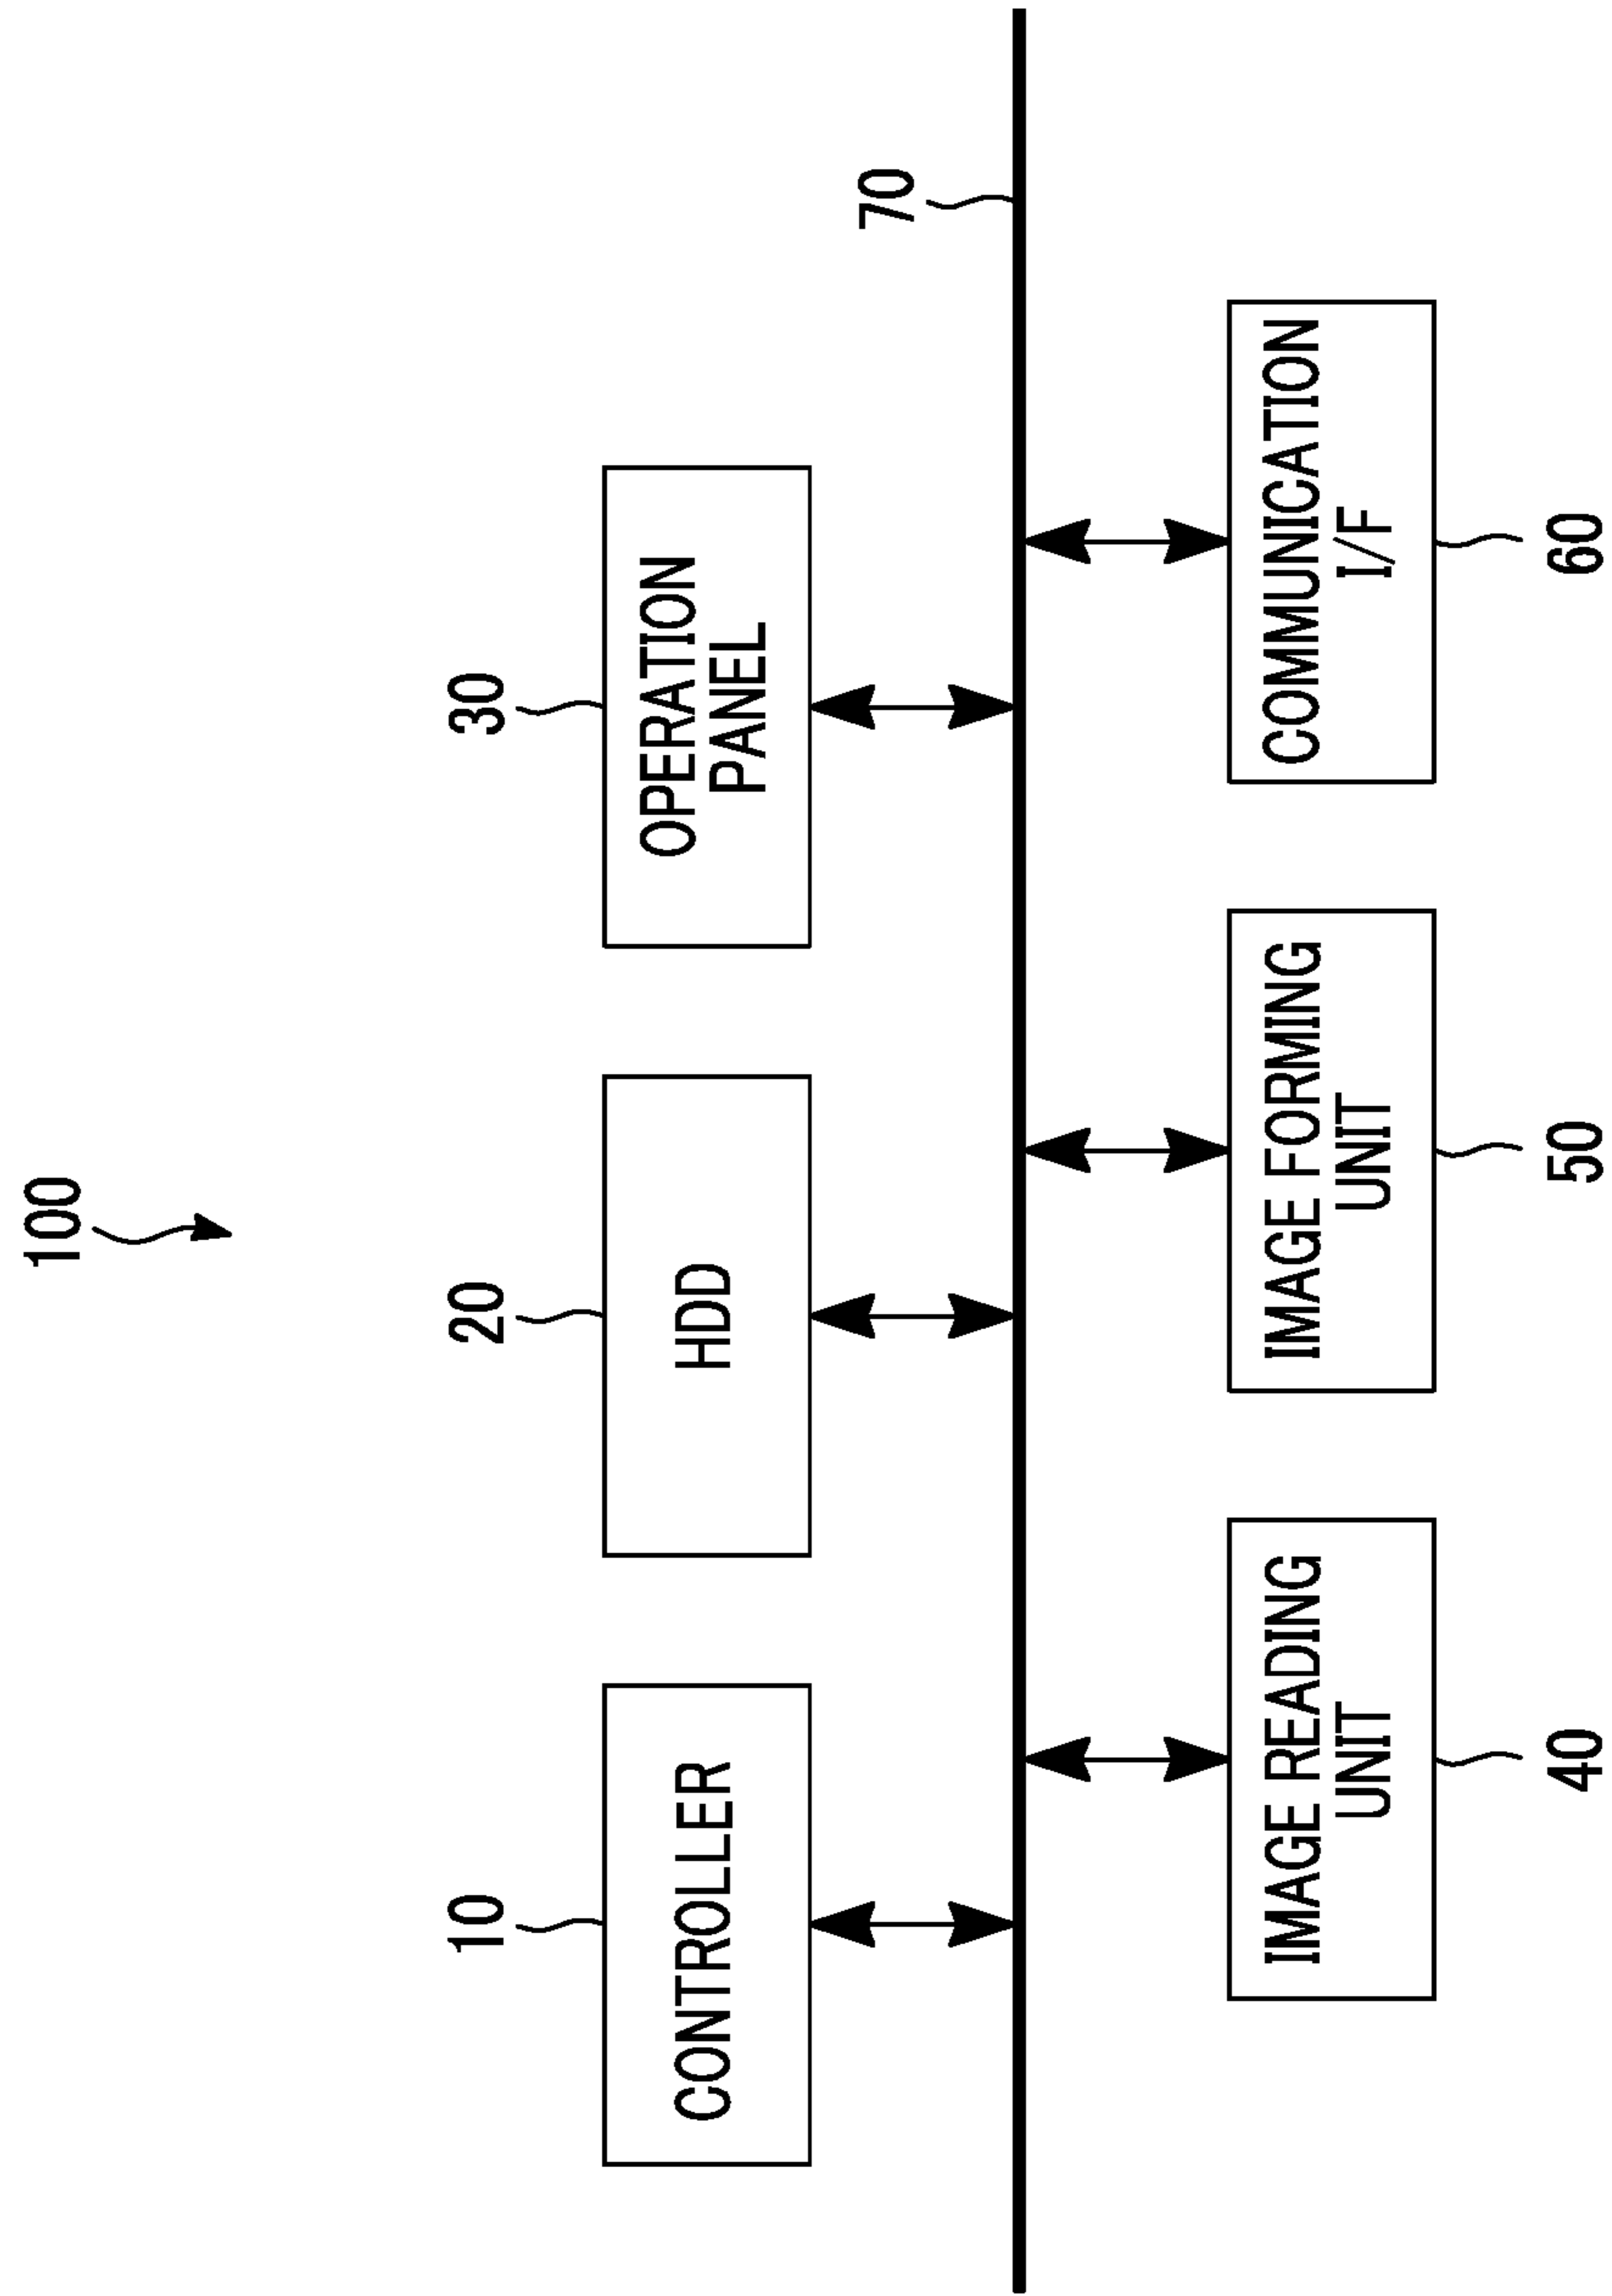 100
10
20
30
CONTROLLER
HDD
OPERATION
PANEL
70
IMAGE READING
UNIT
IMAGE FORMING
UNIT
COMMUNICATION
I/F
40
50
60